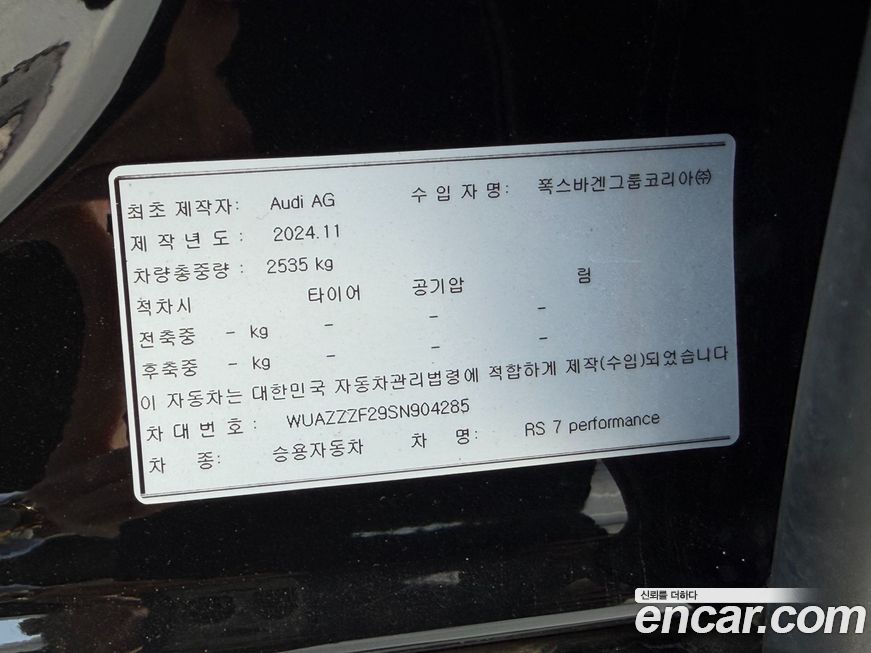 최초 제작자: Audi AG 수 입 자 명: 폭스바겐그룹코리아㈜
제 작 년 도 : 2024.11
차량총중량 : 2535 kg
적차시 타이어 공기압 림
전축중 - kg - - -
후축중 - kg - - -
이 자동차는 대한민국 자동차관리법령에 적합하게 제작(수입)되었습니다
차 대 번 호 : WUAZZZF29SN904285
차 종: 승용자동차 차 명: RS 7 performance
신뢰를 더하다
encar.com